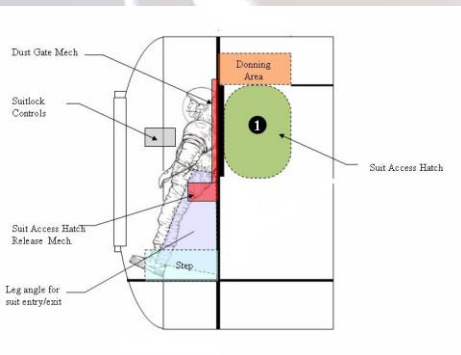 Dust Gate Mech
Donning
Area
Suitlock
Controls
1
Suit Access Hatch
Suit Access Hatch
Release Mech.
Step
Leg angle for
suit entry/exit